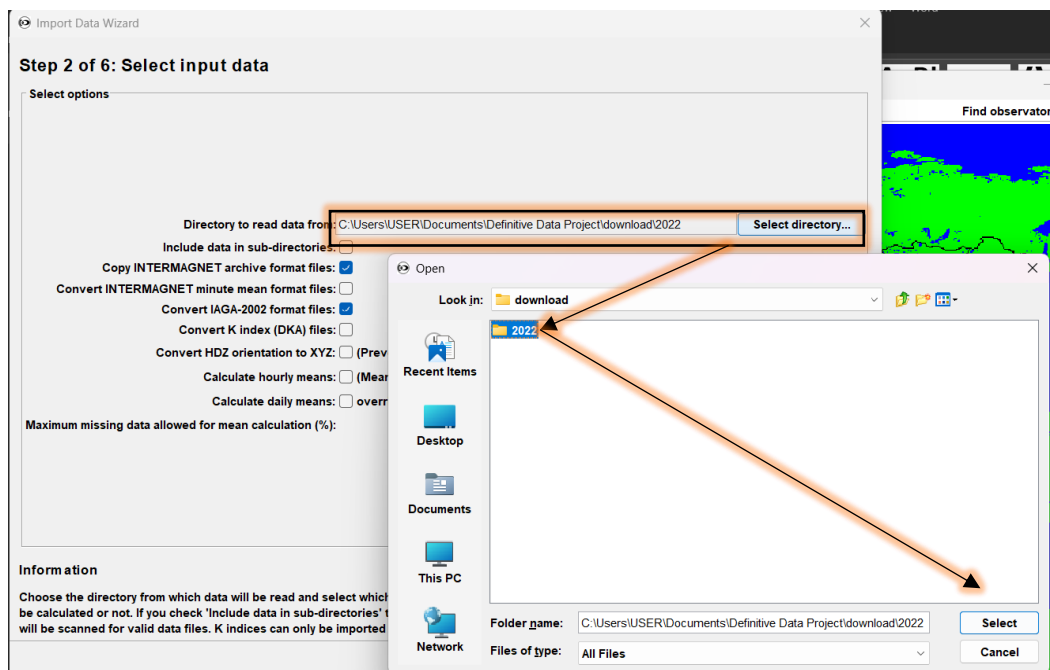 Import Data Wizard
Step 2 of 6: Select input data
Select options
Find observator
Directory to read data from: C:\Users\USER\Documents\Definitive Data Project\download\2022 Select directory...
Include data in sub-directories:
Copy INTERMAGNET archive format files:
Convert INTERMAGNET minute mean format files:
Convert IAGA-2002 format files:
Convert K index (DKA) files:
Convert HDZ orientation to XYZ: (Prev
Calculate hourly means: (Mear
Calculate daily means: overr
Maximum missing data allowed for mean calculation (%):
Information
Choose the directory from which data will be read and select which
be calculated or not. If you check 'Include data in sub-directories' t
will be scanned for valid data files. K indices can only be imported
Open
Look in: download
2022
Recent Items
Desktop
Documents
This PC
Network
Folder name: C:\Users\USER\Documents\Definitive Data Project\download\2022 Select
Files of type: All Files Cancel